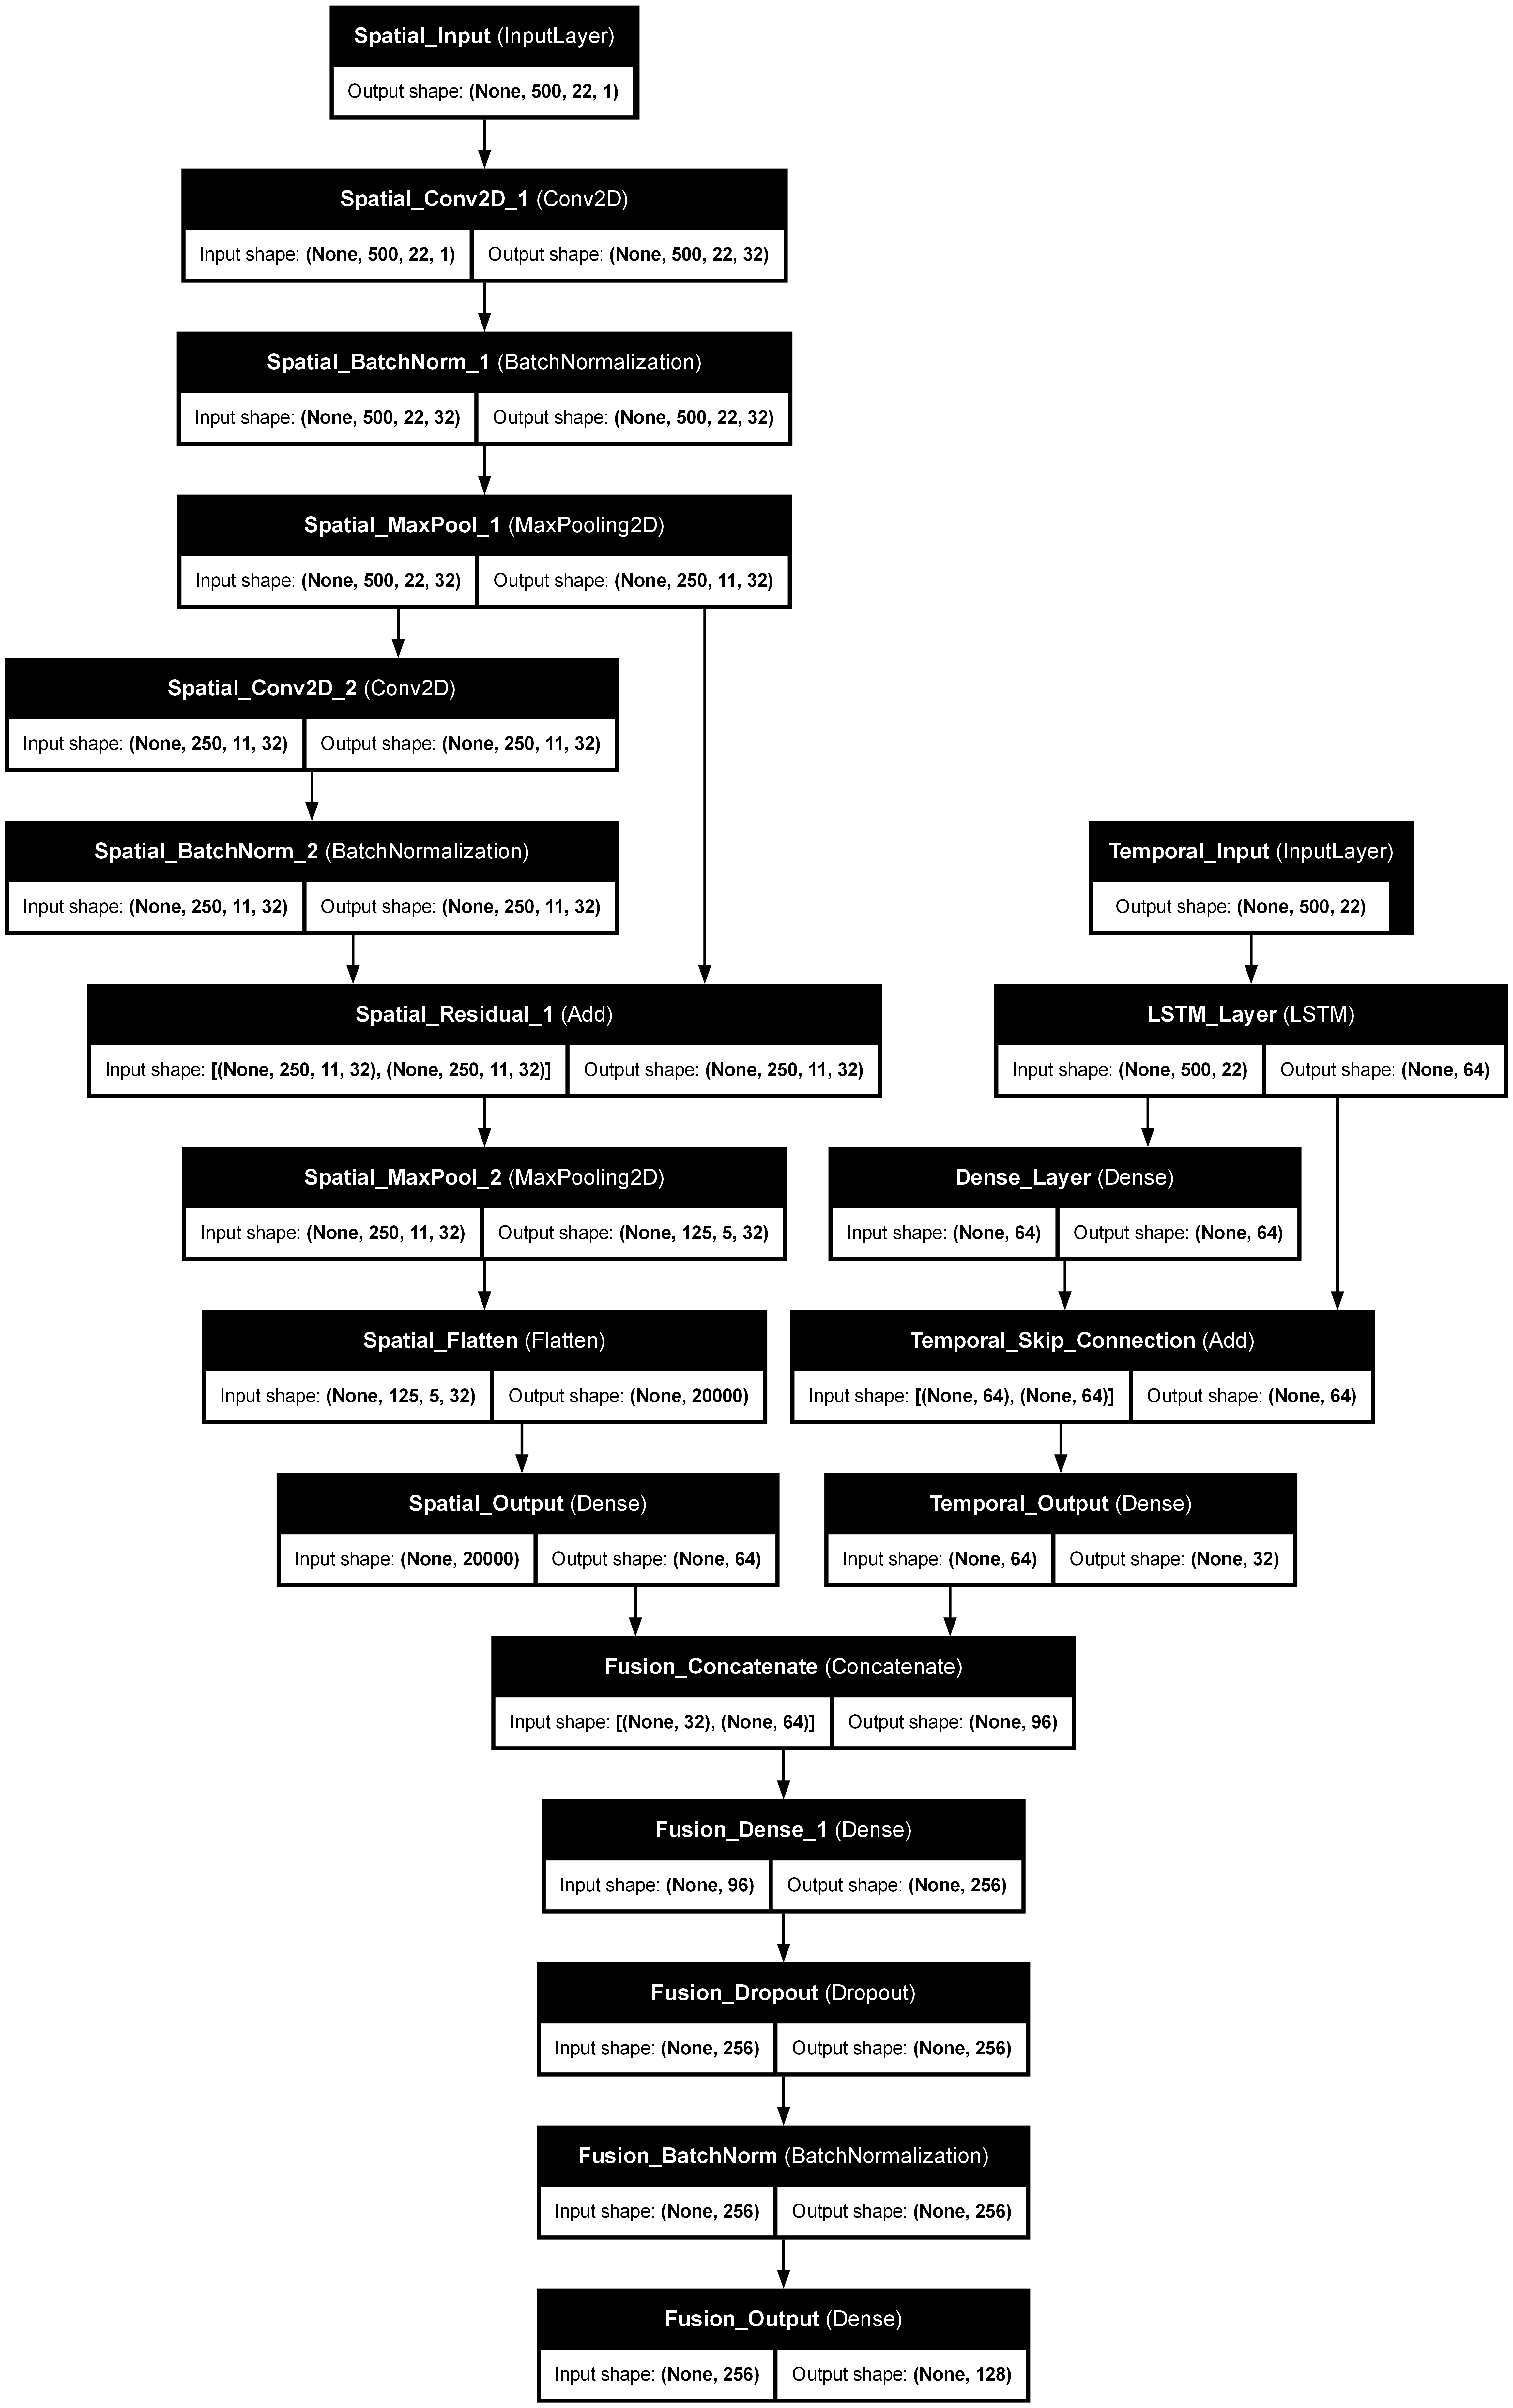 Spatial_Input (InputLayer)
Output shape: (None, 500, 22, 1)
Spatial_Conv2D_1 (Conv2D)
Input shape: (None, 500, 22, 1) Output shape: (None, 500, 22, 32)
Spatial_BatchNorm_1 (BatchNormalization)
Input shape: (None, 500, 22, 32) Output shape: (None, 500, 22, 32)
Spatial_MaxPool_1 (MaxPooling2D)
Input shape: (None, 500, 22, 32) Output shape: (None, 250, 11, 32)
Spatial_Conv2D_2 (Conv2D)
Input shape: (None, 250, 11, 32) Output shape: (None, 250, 11, 32)
Spatial_BatchNorm_2 (BatchNormalization)
Input shape: (None, 250, 11, 32) Output shape: (None, 250, 11, 32)
Temporal_Input (InputLayer)
Output shape: (None, 500, 22)
Spatial_Residual_1 (Add)
Input shape: [(None, 250, 11, 32), (None, 250, 11, 32)] Output shape: (None, 250, 11, 32)
LSTM_Layer (LSTM)
Input shape: (None, 500, 22) Output shape: (None, 64)
Spatial_MaxPool_2 (MaxPooling2D)
Input shape: (None, 250, 11, 32) Output shape: (None, 125, 5, 32)
Dense_Layer (Dense)
Input shape: (None, 64) Output shape: (None, 64)
Spatial_Flatten (Flatten)
Input shape: (None, 125, 5, 32) Output shape: (None, 20000)
Temporal_Skip_Connection (Add)
Input shape: [(None, 64), (None, 64)] Output shape: (None, 64)
Spatial_Output (Dense)
Input shape: (None, 20000) Output shape: (None, 64)
Temporal_Output (Dense)
Input shape: (None, 64) Output shape: (None, 32)
Fusion_Concatenate (Concatenate)
Input shape: [(None, 32), (None, 64)] Output shape: (None, 96)
Fusion_Dense_1 (Dense)
Input shape: (None, 96) Output shape: (None, 256)
Fusion_Dropout (Dropout)
Input shape: (None, 256) Output shape: (None, 256)
Fusion_BatchNorm (BatchNormalization)
Input shape: (None, 256) Output shape: (None, 256)
Fusion_Output (Dense)
Input shape: (None, 256) Output shape: (None, 128)